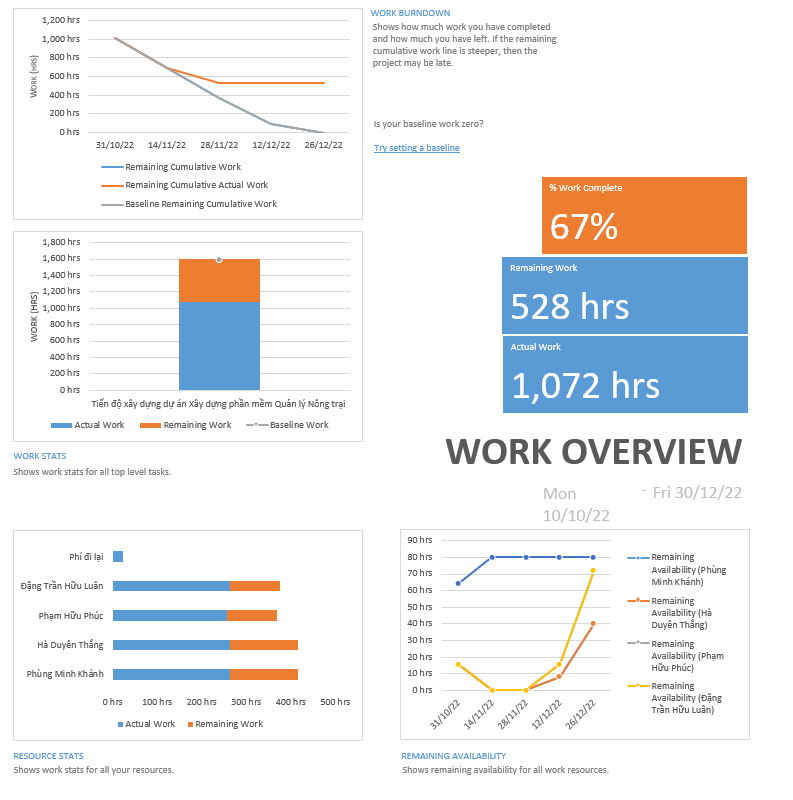 1,200 hrs
1,000 hrs
800 hrs
600 hrs
400 hrs
200 hrs
0 hrs
WORK (HRS)
31/10/22 14/11/22 28/11/22 12/12/22 26/12/22
Remaining Cumulative Work
Remaining Cumulative Actual Work
Baseline Remaining Cumulative Work
WORK BURNDOWN
Shows how much work you have completed
and how much you have left. If the remaining
cumulative work line is steeper, then the
project may be late.
Is your baseline work zero?
Try setting a baseline
% Work Complete
67%
Remaining Work
528 hrs
Actual Work
1,072 hrs
1,800 hrs
1,600 hrs
1,400 hrs
1,200 hrs
1,000 hrs
800 hrs
600 hrs
400 hrs
200 hrs
0 hrs
WORK (HRS)
Tiến độ xây dựng dự án Xây dựng phần mềm Quản lý Nông trại
Actual Work Remaining Work Baseline Work
WORK STATS
Shows work stats for all top level tasks.
WORK OVERVIEW
Mon
10/10/22
- Fri 30/12/22
Phí đi lại
Đặng Trần Hữu Luân
Phạm Hữu Phúc
Hà Duyên Thắng
Phùng Minh Khánh
0 hrs 100 hrs 200 hrs 300 hrs 400 hrs 500 hrs
Actual Work Remaining Work
RESOURCE STATS
Shows work stats for all your resources.
90 hrs
80 hrs
70 hrs
60 hrs
50 hrs
40 hrs
30 hrs
20 hrs
10 hrs
0 hrs
31/10/22 14/11/22 28/11/22 12/12/22 26/12/22
Remaining
Availability (Phùng
Minh Khánh)
Remaining
Availability (Hà
Duyên Thắng)
Remaining
Availability (Phạm
Hữu Phúc)
Remaining
Availability (Đặng
Trần Hữu Luân)
REMAINING AVAILABILITY
Shows remaining availability for all work resources.